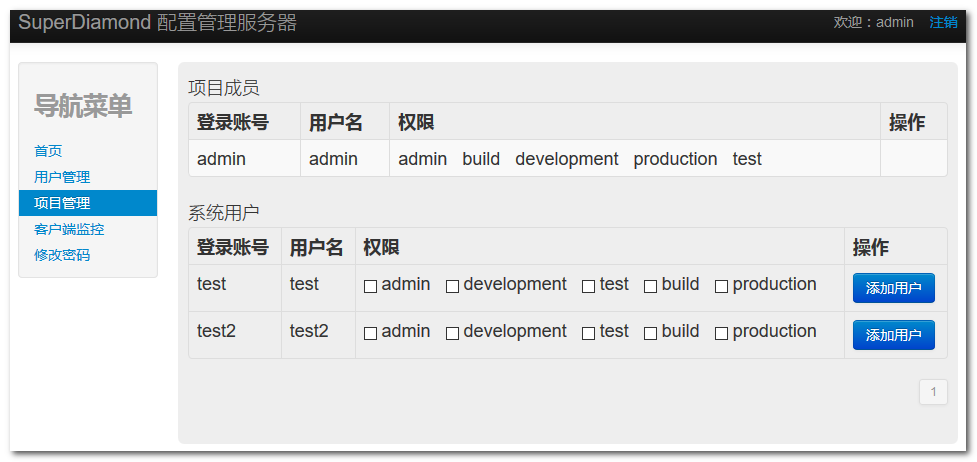 SuperDiamond 配置管理服务器 欢迎：admin 注销
导航菜单
首页
用户管理
项目管理
客户端监控
修改密码
项目成员
登录账号 用户名 权限 操作
admin admin admin build development production test
系统用户
登录账号 用户名 权限 操作
test test admin development test build production 添加用户
test2 test2 admin development test build production 添加用户
1